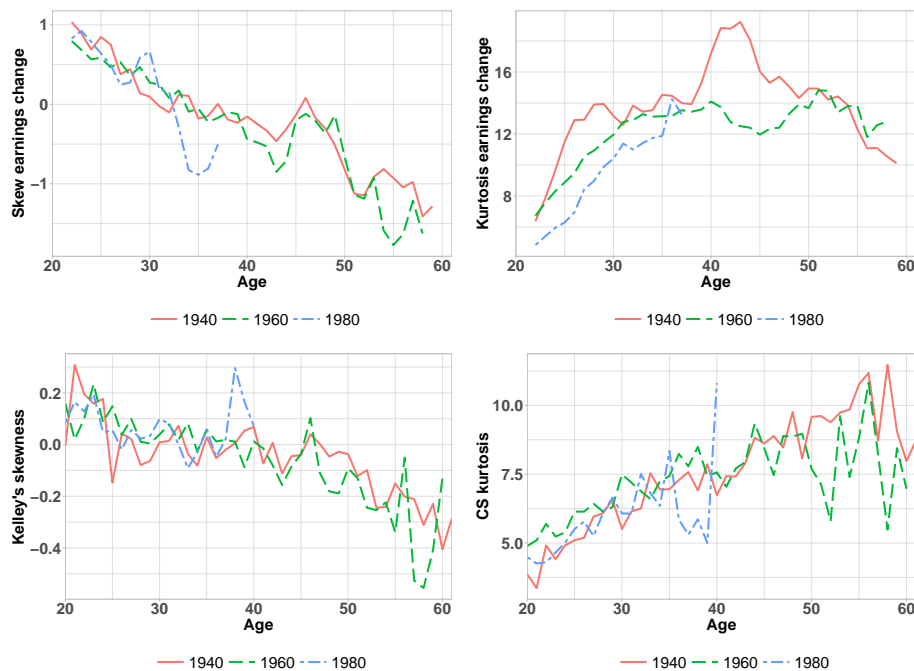 Skew earnings change
1
0
−1
20 30 40 50 60
Age
1940 1960 1980
Kurtosis earnings change
16
12
8
20 30 40 50 60
Age
1940 1960 1980
Kelley's skewness
0.2
0.0
−0.2
−0.4
20 30 40 50 60
Age
1940 1960 1980
CS kurtosis
10.0
7.5
5.0
20 30 40 50 60
Age
1940 1960 1980